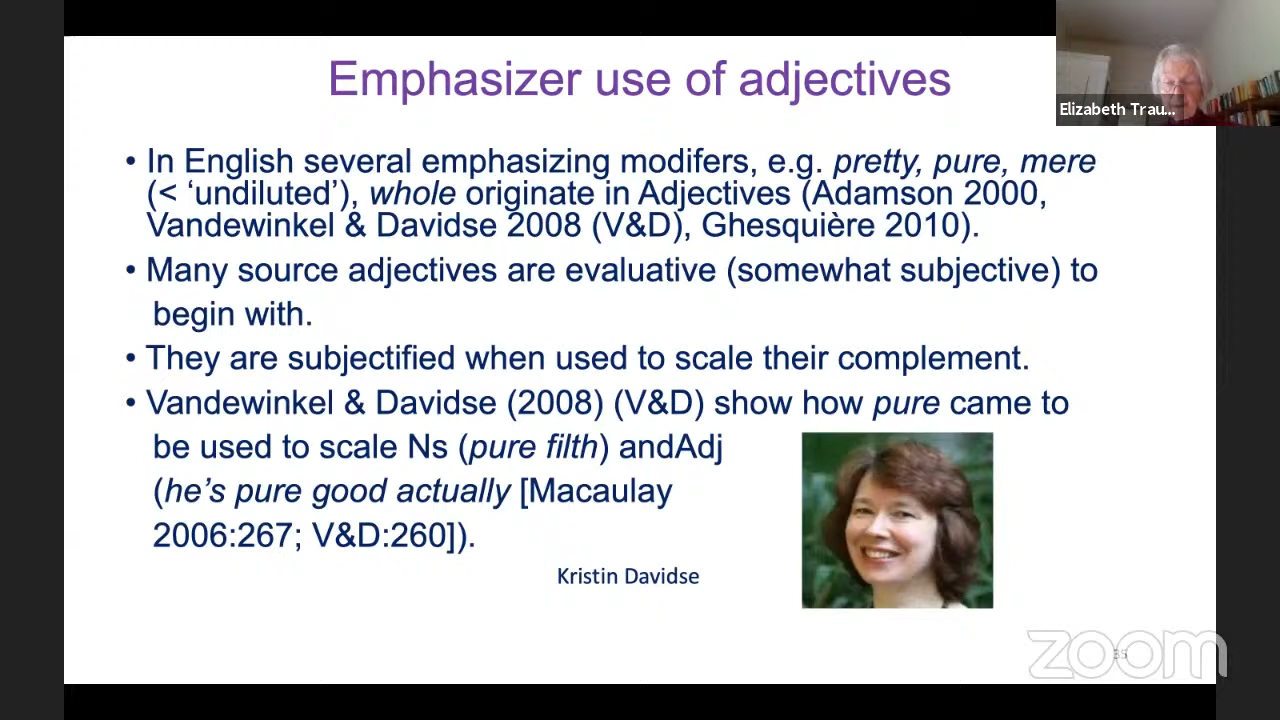 Emphasizer use of adjectives
Elizabeth Trau...
• In English several emphasizing modifers, e.g. pretty, pure, mere
(< ‘undiluted’), whole originate in Adjectives (Adamson 2000,
Vandewinkel & Davidse 2008 (V&D), Ghesquière 2010).
• Many source adjectives are evaluative (somewhat subjective) to
begin with.
• They are subjectified when used to scale their complement.
• Vandewinkel & Davidse (2008) (V&D) show how pure came to
be used to scale Ns (pure filth) andAdj
(he’s pure good actually [Macaulay
2006:267; V&D:260]).
Kristin Davidse
zoom
35